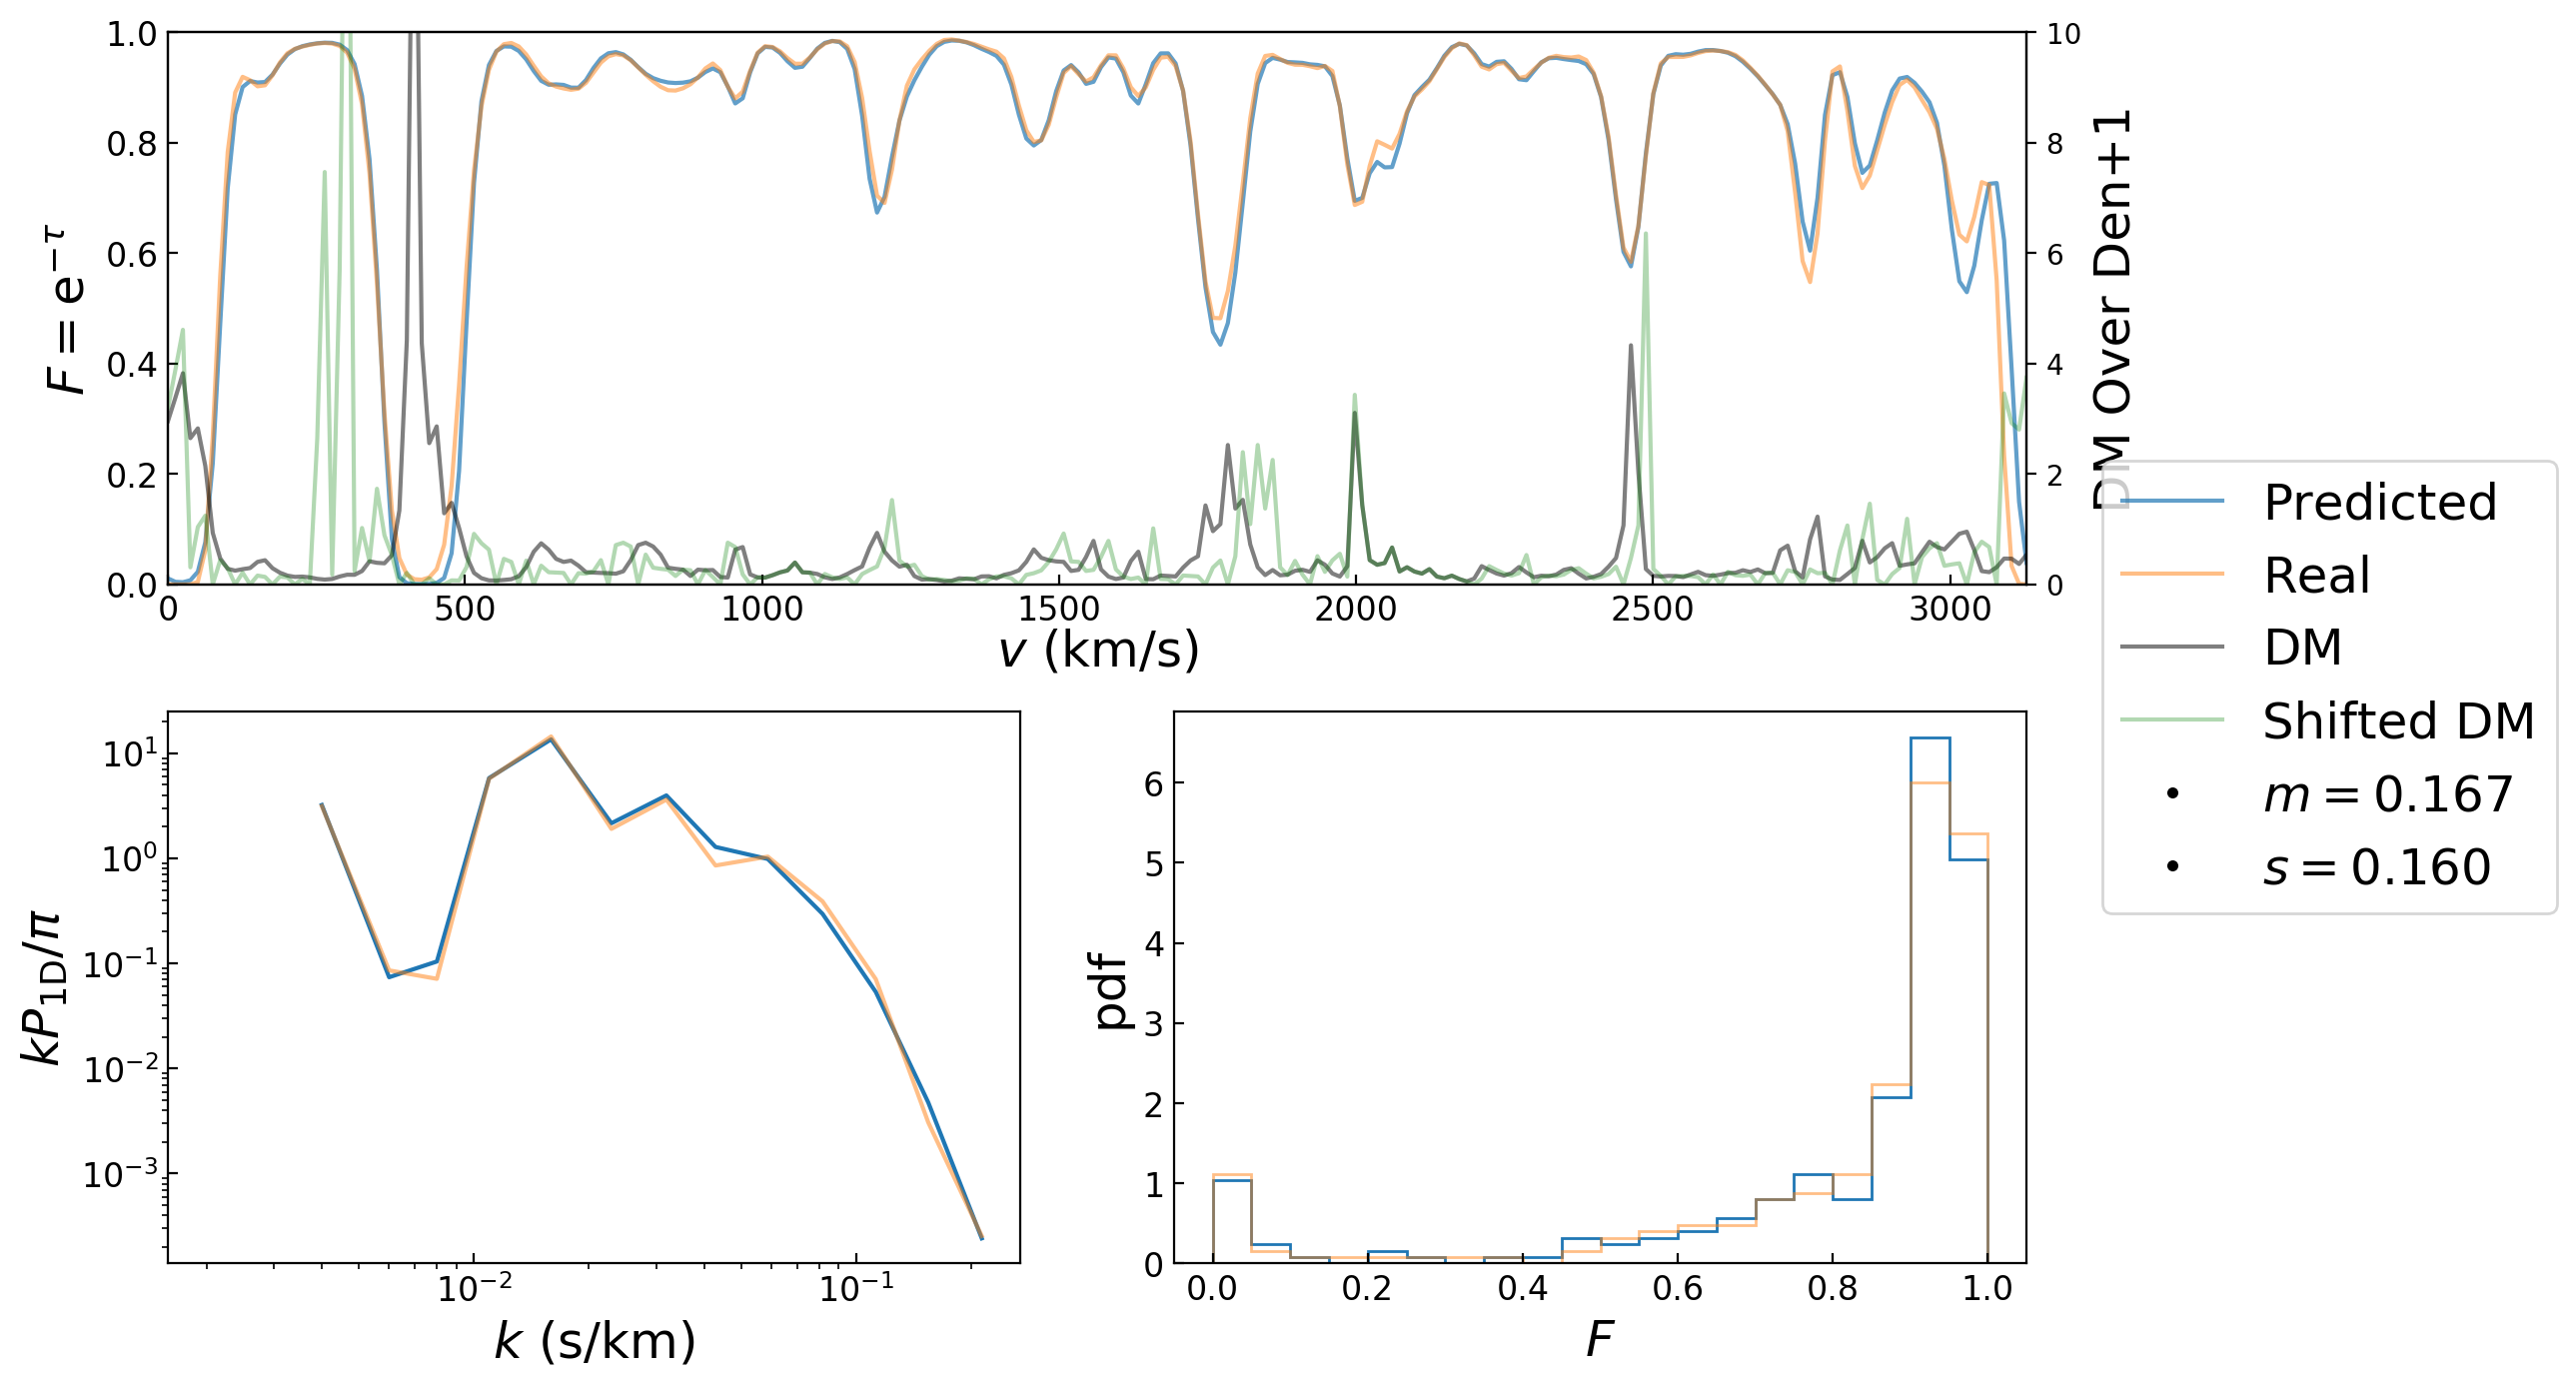 1.0
0.8
0.6
0.4
0.2
0.0
F = e^{−τ}
10
8
6
4
2
0
DM Over Den+1
0 500 1000 1500 2000 2500 3000
v (km/s)
Predicted
Real
DM
Shifted DM
m = 0.167
s = 0.160
10^1
10^0
10^{−1}
10^{−2}
10^{−3}
kP_{1D}/π
10^{−2} 10^{−1}
k (s/km)
6
5
4
3
2
1
0
pdf
0.0 0.2 0.4 0.6 0.8 1.0
F